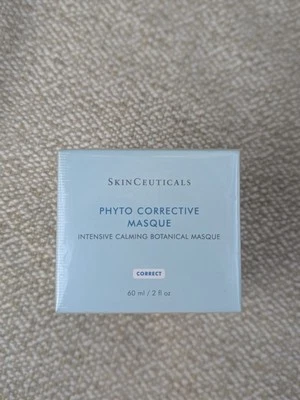 SKINCEUTICALS
PHYTO CORRECTIVE
MASQUE
INTENSIVE CALMING BOTANICAL MASQUE
CORRECT
60 ml / 2 fl oz